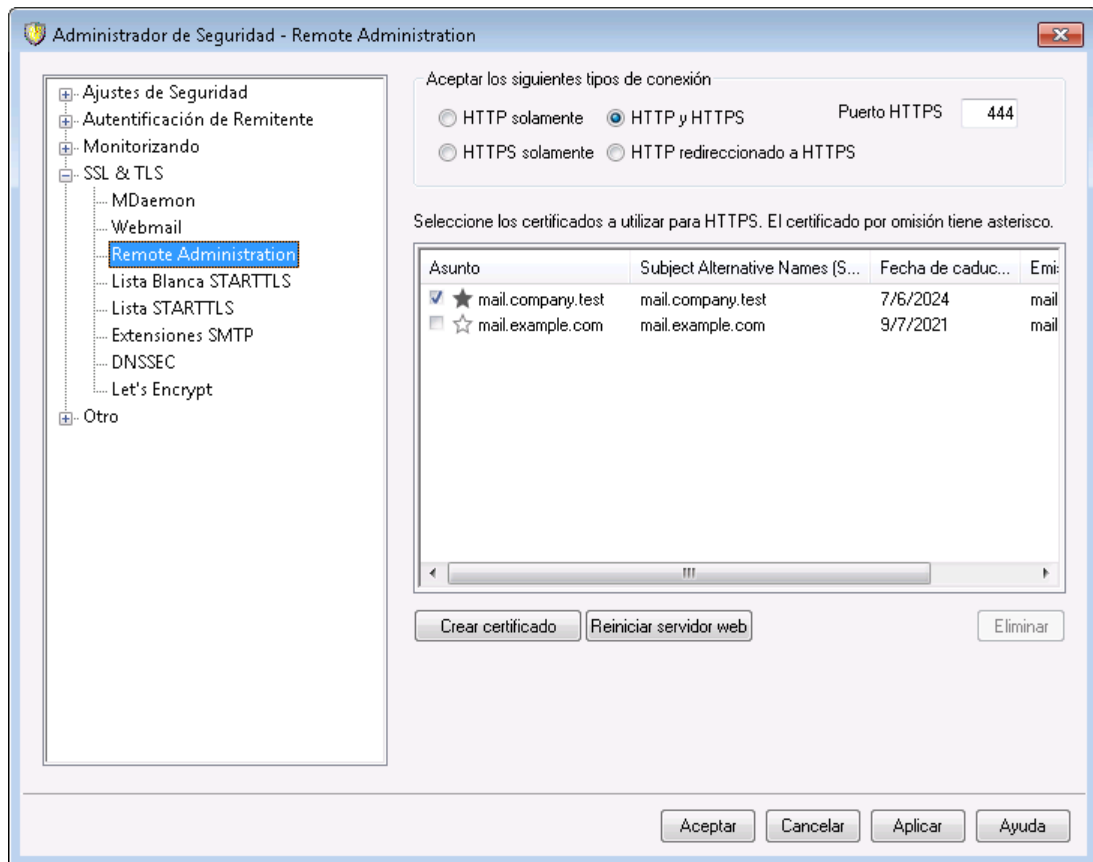 Administrador de Seguridad - Remote Administration
Ajustes de Seguridad
Autentificación de Remitente
Monitorizando
SSL & TLS
MDaemon
Webmail
Remote Administration
Lista Blanca STARTTLS
Lista STARTTLS
Extensiones SMTP
DNSSEC
Let's Encrypt
Otro
Aceptar los siguientes tipos de conexión
HTTP solamente HTTP y HTTPS Puerto HTTPS 444
HTTPS solamente HTTP redireccionado a HTTPS
Seleccione los certificados a utilizar para HTTPS. El certificado por omisión tiene asterisco.
Asunto Subject Alternative Names (S... Fecha de caduc... Emi
mail.company.test mail.company.test 7/6/2024 mail
mail.example.com mail.example.com 9/7/2021 mail
Crear certificado Reiniciar servidor web Eliminar
Aceptar Cancelar Aplicar Ayuda